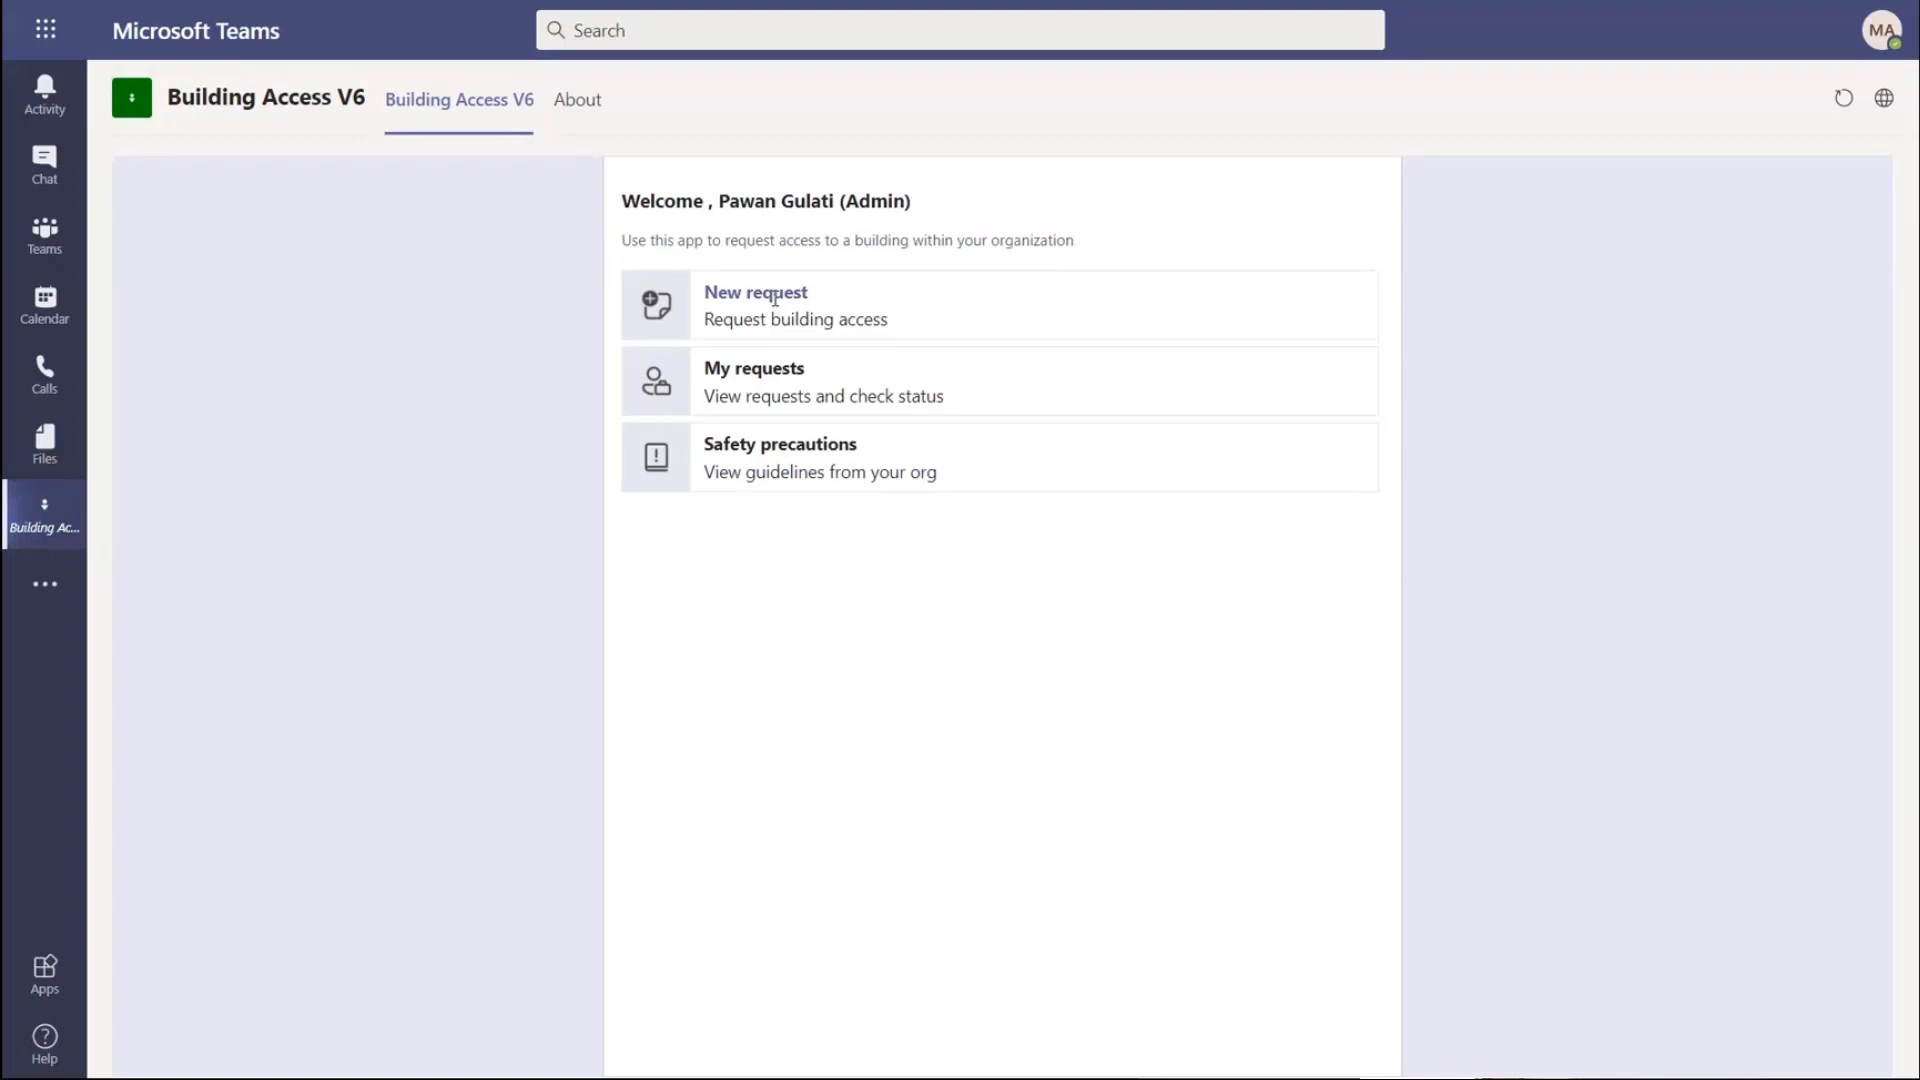 Microsoft Teams
Search
MA
Activity
Chat
Teams
Calendar
Calls
Files
Building Ac...
Apps
Help
Building Access V6
Building Access V6
About
Welcome , Pawan Gulati (Admin)
Use this app to request access to a building within your organization
New request
Request building access
My requests
View requests and check status
Safety precautions
View guidelines from your org